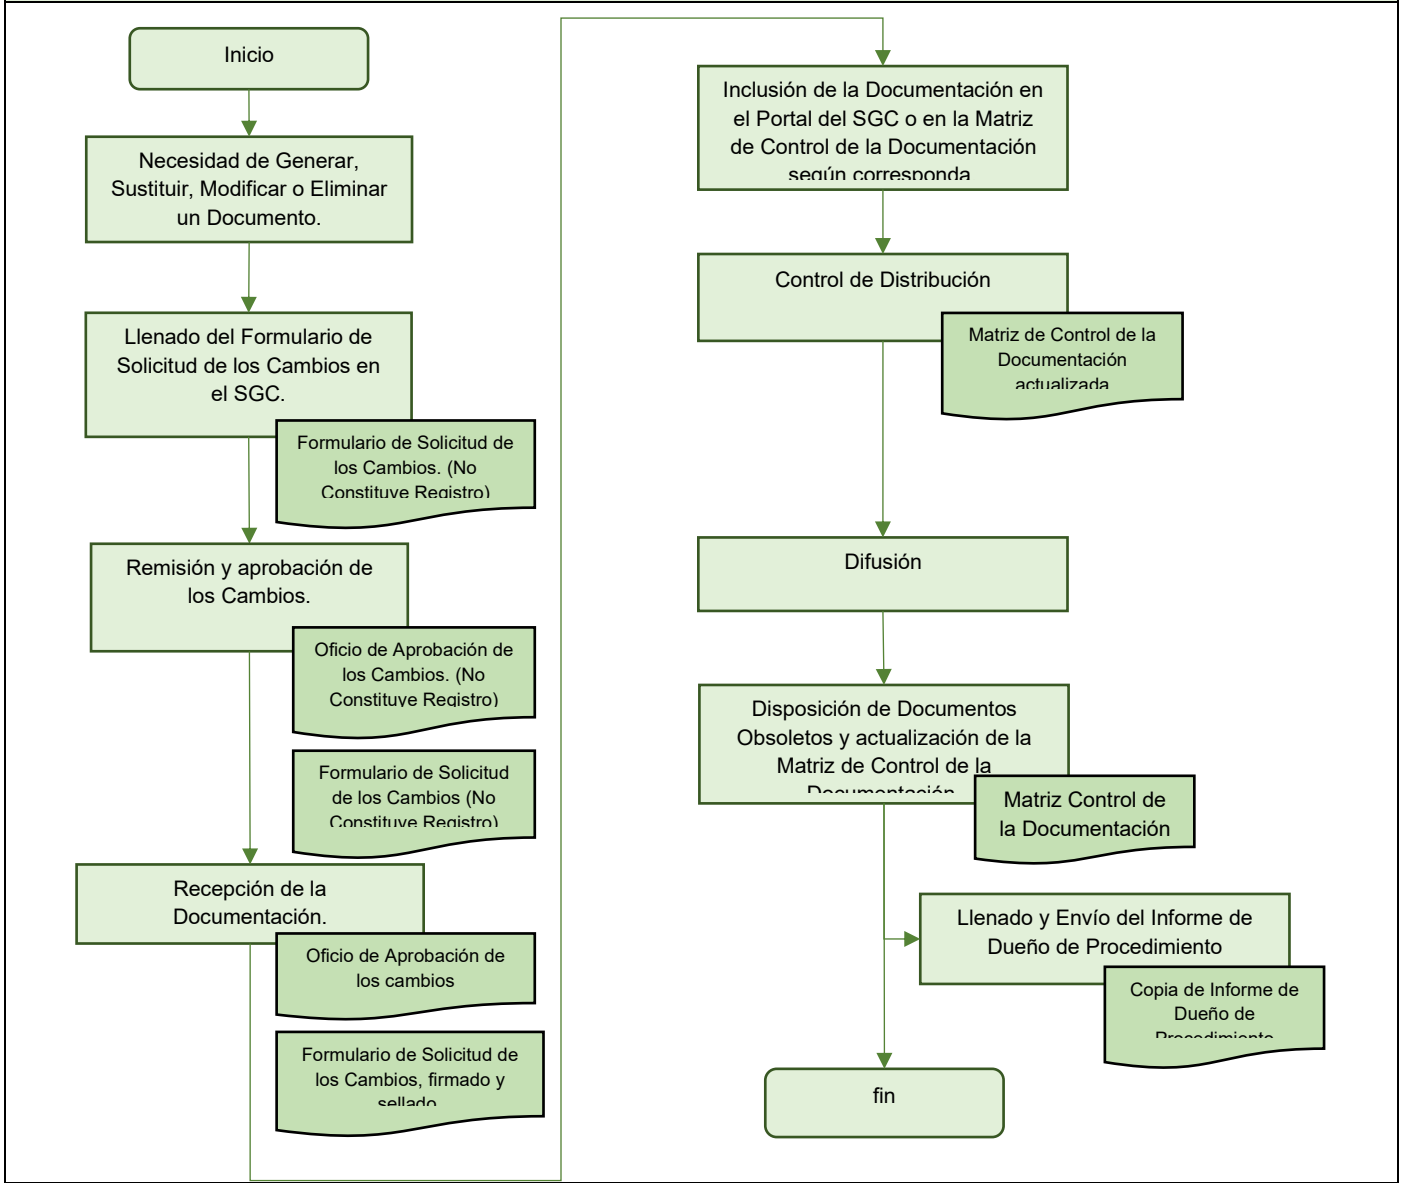 Inicio
Necesidad de Generar,
Sustituir, Modificar o Eliminar
un Documento.
Llenado del Formulario de
Solicitud de los Cambios en
el SGC.
Formulario de Solicitud de
los Cambios. (No
Constituye Registro)
Remisión y aprobación de
los Cambios.
Oficio de Aprobación de
los Cambios. (No
Constituye Registro)
Formulario de Solicitud
de los Cambios (No
Constituye Registro)
Recepción de la
Documentación.
Oficio de Aprobación de
los cambios
Formulario de Solicitud de
los Cambios, firmado y
sellado
Inclusión de la Documentación en
el Portal del SGC o en la Matriz
de Control de la Documentación
según corresponda
Control de Distribución
Matriz de Control de la
Documentación
actualizada
Difusión
Disposición de Documentos
Obsoletos y actualización de la
Matriz de Control de la
Documentación
Matriz Control de
la Documentación
Llenado y Envío del Informe de
Dueño de Procedimiento
Copia de Informe de
Dueño de
Procedimiento
fin